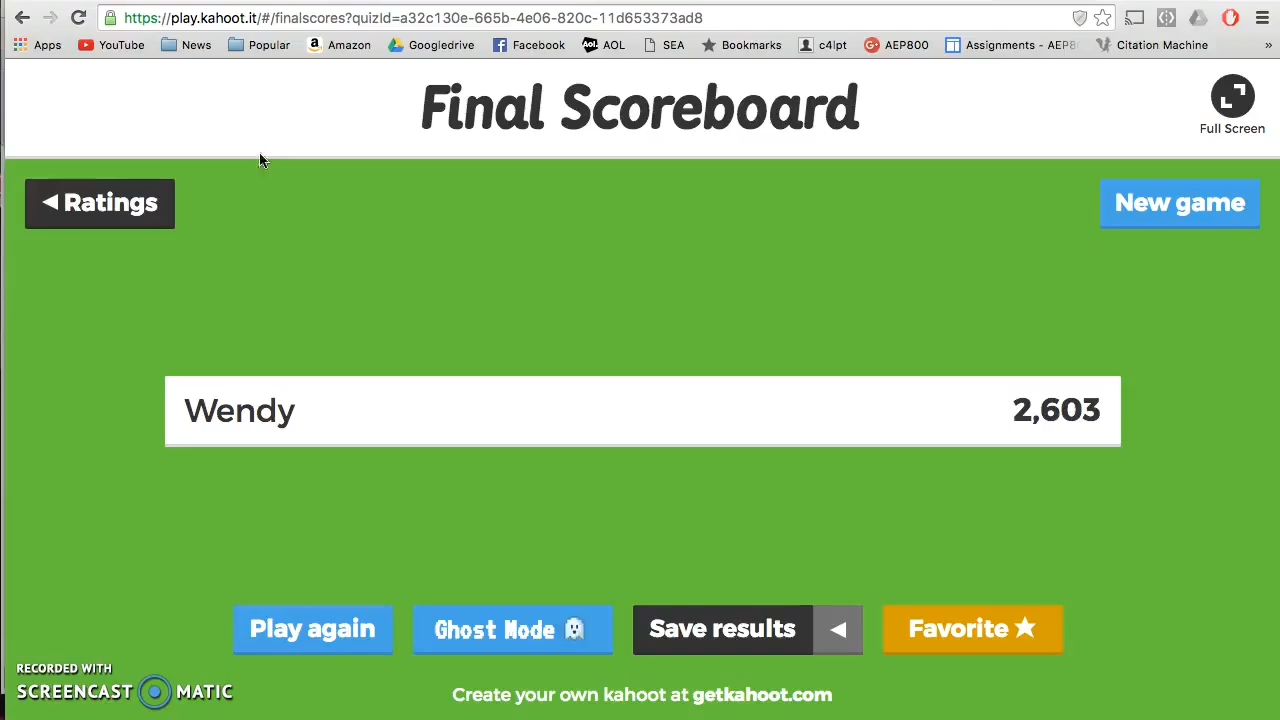 https://play.kahoot.it/#/finalscores?quizId=a32c130e-665b-4e06-820c-11d653373ad8
Apps YouTube News Popular Amazon Googledrive Facebook Aol. AOL SEA Bookmarks c4lpt AEP800 Assignments - AEP8 Citation Machine »
Final Scoreboard
Full Screen
Ratings
New game
Wendy 2,603
Play again Ghost Mode Save results Favorite
RECORDED WITH
SCREENCAST MATIC
Create your own kahoot at getkahoot.com